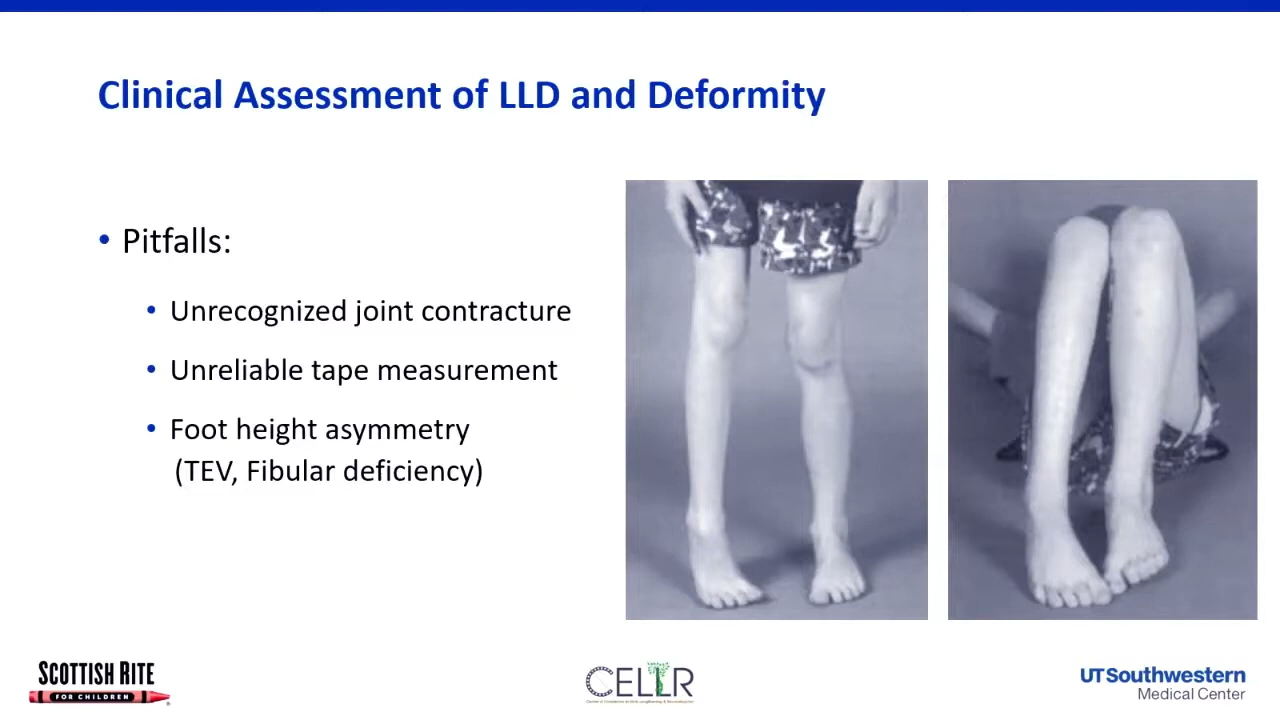 Clinical Assessment of LLD and Deformity
• Pitfalls:
• Unrecognized joint contracture
• Unreliable tape measurement
• Foot height asymmetry
(TEV, Fibular deficiency)
SCOTTISH RITE
FOR CHILDREN
CELLR
UTSouthwestern
Medical Center